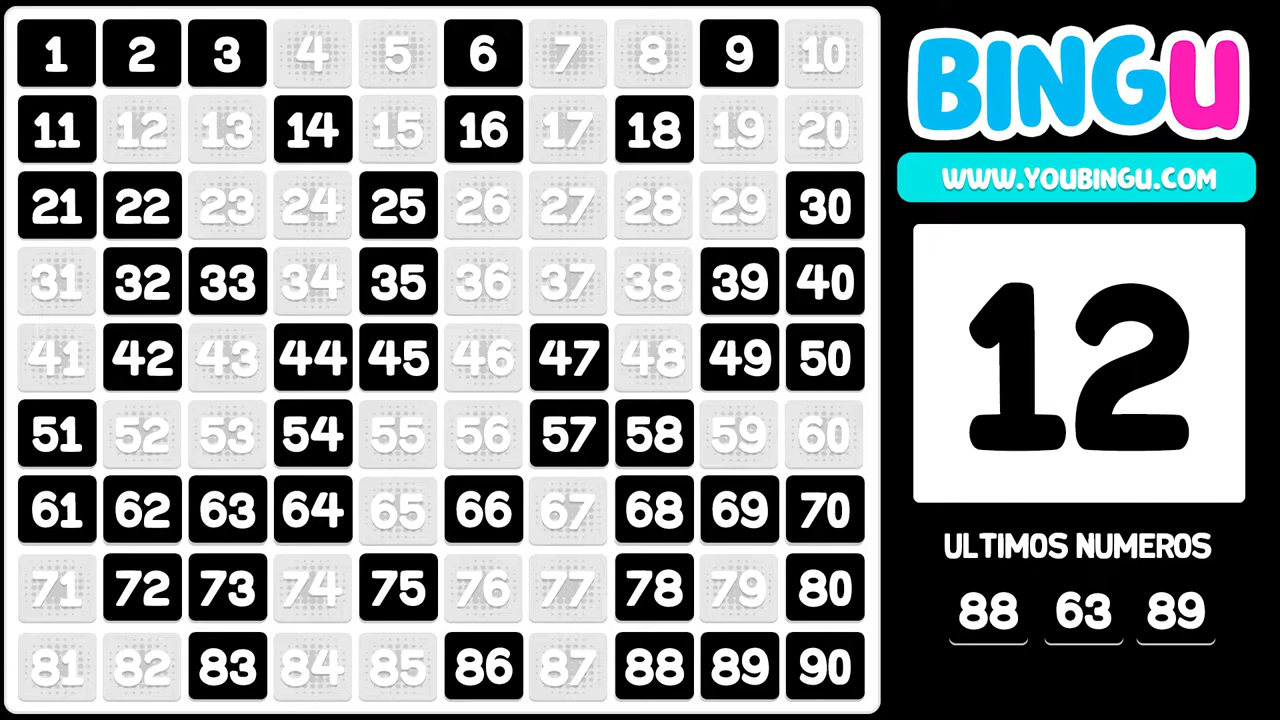 1 2 3 4 5 6 7 8 9 10
11 12 13 14 15 16 17 18 19 20
21 22 23 24 25 26 27 28 29 30
31 32 33 34 35 36 37 38 39 40
41 42 43 44 45 46 47 48 49 50
51 52 53 54 55 56 57 58 59 60
61 62 63 64 65 66 67 68 69 70
71 72 73 74 75 76 77 78 79 80
81 82 83 84 85 86 87 88 89 90
BINGU
WWW.YOUBINGU.COM
12
ULTIMOS NUMEROS
88 63 89